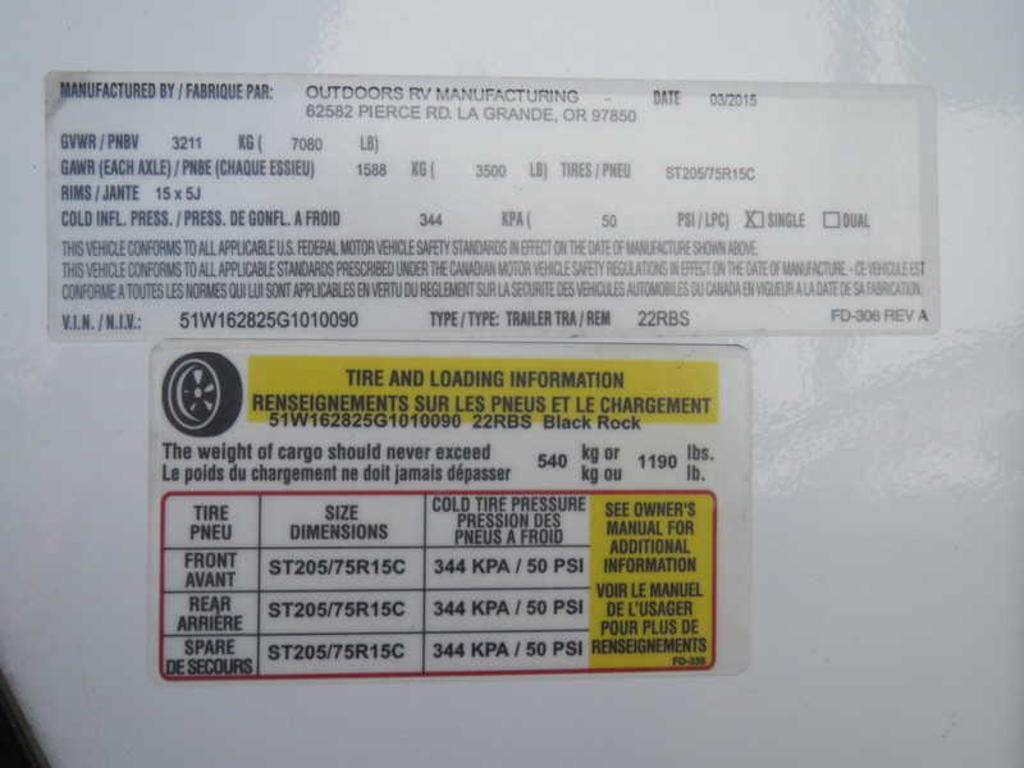 MANUFACTURED BY / FABRIQUE PAR: OUTDOORS RV MANUFACTURING - DATE 03/2015
62582 PIERCE RD. LA GRANDE, OR 97850
GVWR / PNBV 3211 KG ( 7080 LB)
GAWR (EACH AXLE) / PNBE (CHAQUE ESSIEU) 1588 KG ( 3500 LB) TIRES / PNEU ST205/75R15C
RIMS / JANTE 15 x 5J
COLD INFL. PRESS. / PRESS. DE GONFL. A FROID 344 KPA ( 50 PSI / LPC) X SINGLE DUAL
THIS VEHICLE CONFORMS TO ALL APPLICABLE U.S. FEDERAL MOTOR VEHICLE SAFETY STANDARDS IN EFFECT ON THE DATE OF MANUFACTURE SHOWN ABOVE.
THIS VEHICLE CONFORMS TO ALL APPLICABLE STANDARDS PRESCRIBED UNDER THE CANADIAN MOTOR VEHICLE SAFETY REGULATIONS IN EFFECT ON THE DATE OF MANUFACTURE. - CE VEHICULE EST
CONFORME A TOUTES LES NORMES QUI LUI SONT APPLICABLES EN VERTU DU REGLEMENT SUR LA SECURITE DES VEHICULES AUTOMOBILES DU CANADA EN VIGUEUR A LA DATE DE SA FABRICATION.
V.I.N. / N.I.V.: 51W162825G1010090 TYPE / TYPE: TRAILER TRA / REM 22RBS FD-306 REV A
TIRE AND LOADING INFORMATION
RENSEIGNEMENTS SUR LES PNEUS ET LE CHARGEMENT
51W162825G1010090 22RBS Black Rock
The weight of cargo should never exceed 540 kg or 1190 lbs.
Le poids du chargement ne doit jamais dépasser kg ou lb.
TIRE SIZE COLD TIRE PRESSURE
PNEU DIMENSIONS PRESSION DES
PNEUS A FROID
FRONT ST205/75R15C 344 KPA / 50 PSI
AVANT
REAR ST205/75R15C 344 KPA / 50 PSI
ARRIÈRE
SPARE ST205/75R15C 344 KPA / 50 PSI
DE SECOURS
SEE OWNER'S
MANUAL FOR
ADDITIONAL
INFORMATION
VOIR LE MANUEL
DE L'USAGER
POUR PLUS DE
RENSEIGNEMENTS
FD-335